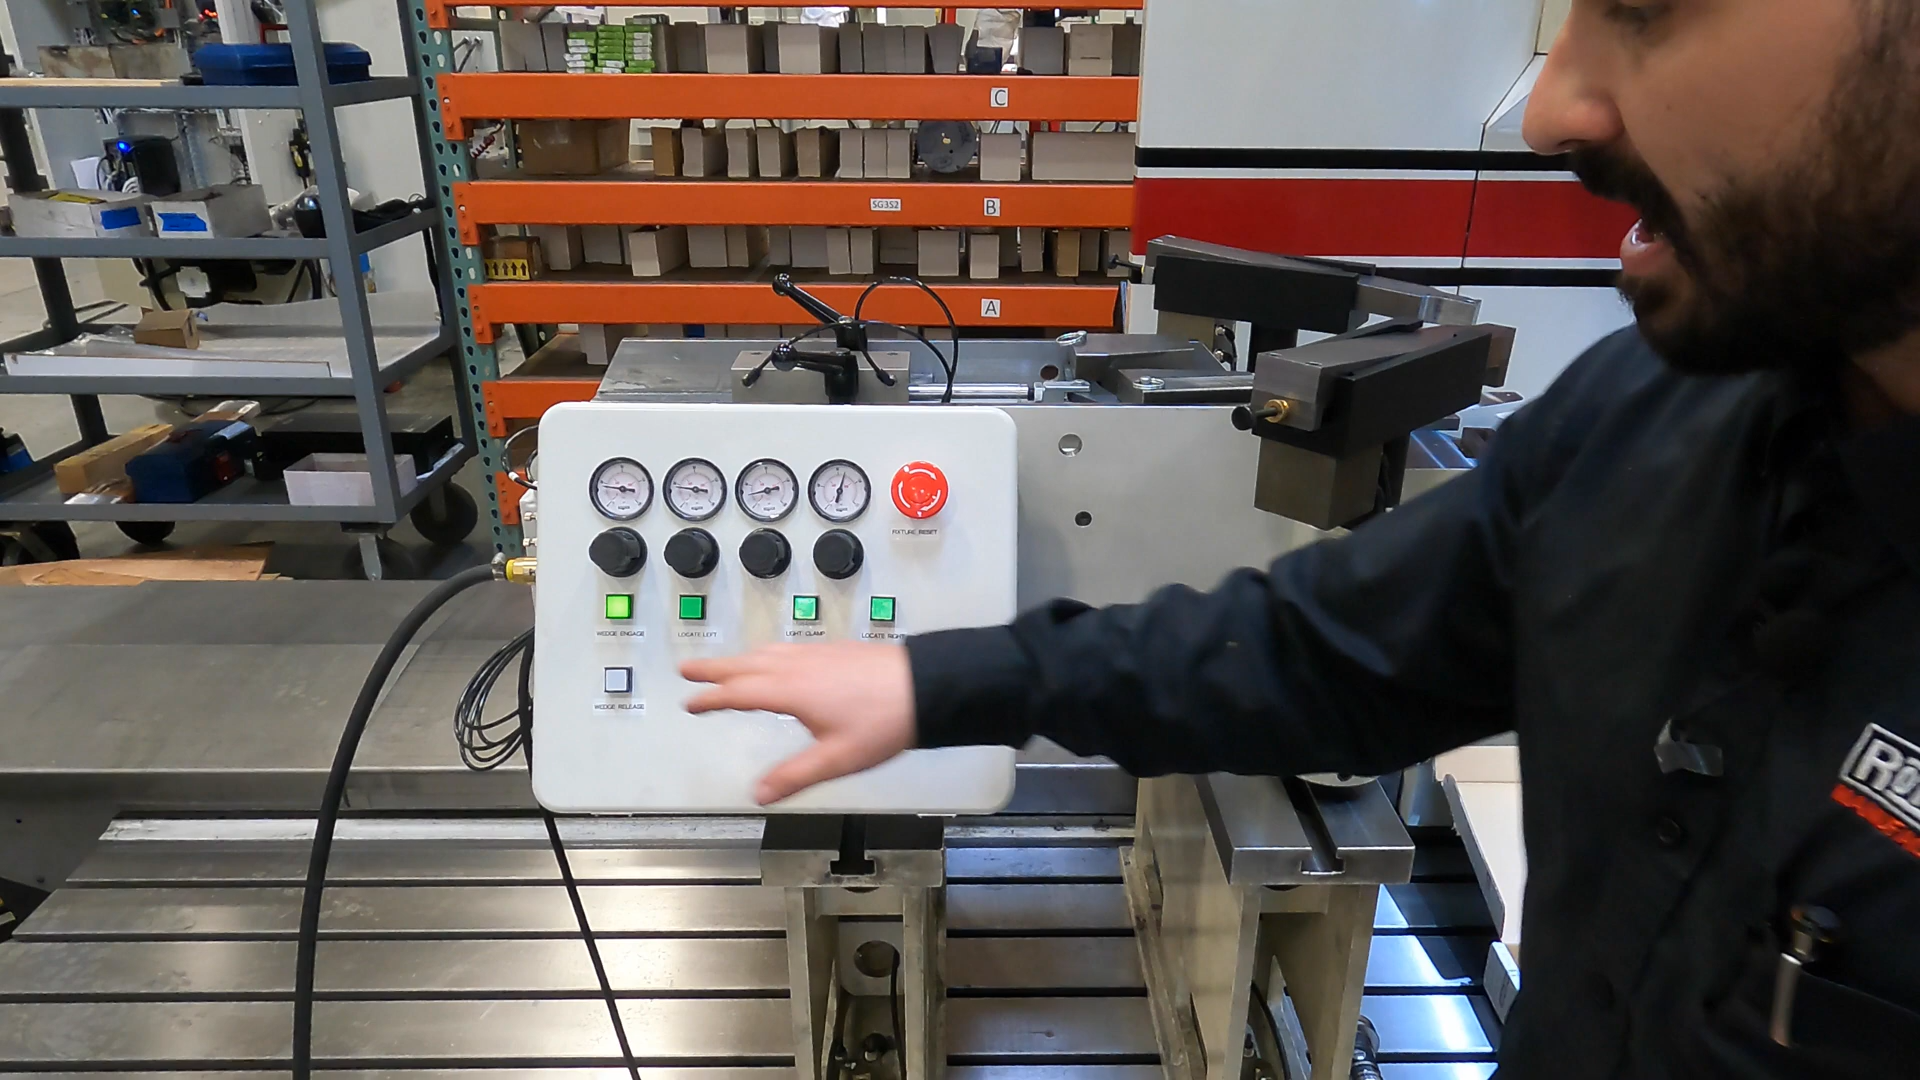 C
SG3S2
B
A
FIXTURE RESET
WEDGE ENGAGE
LOCATE LEFT
LIGHT CLAMP
LOCATE RIGHT
WEDGE RELEASE